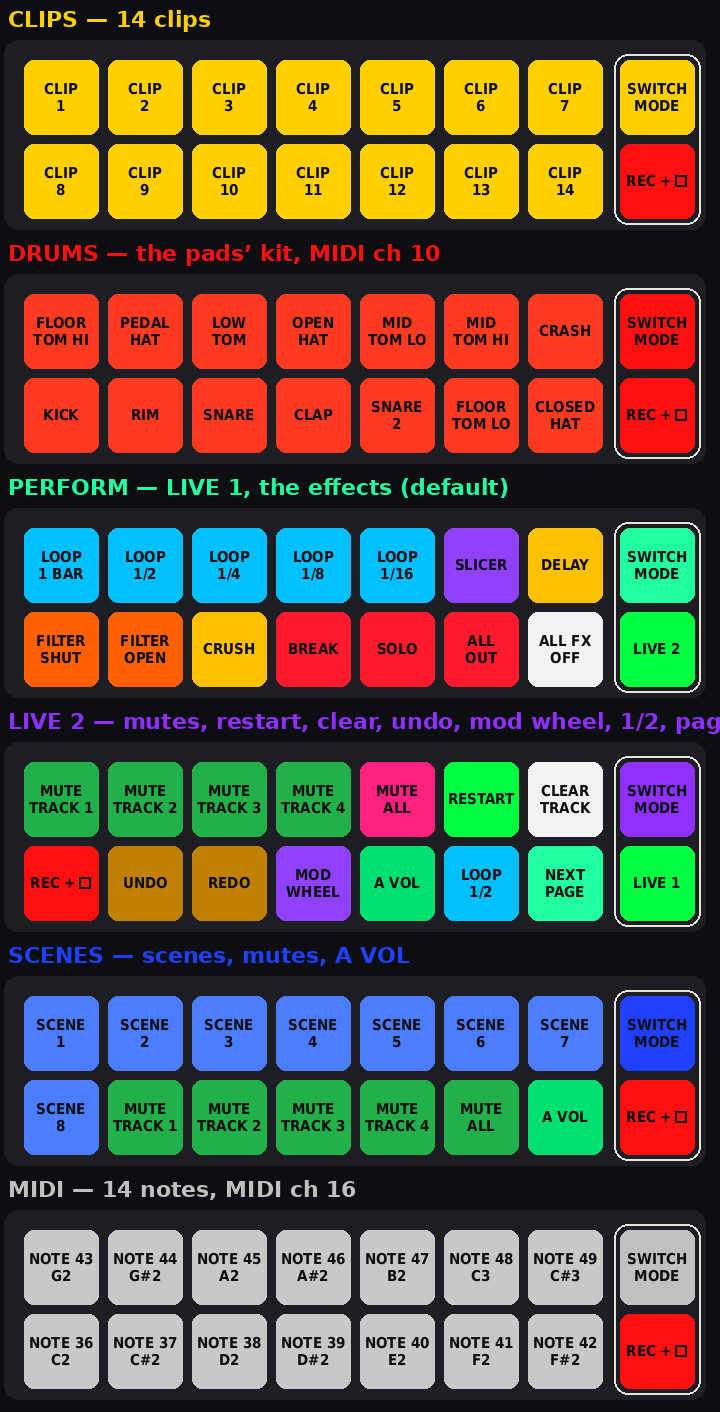 CLIPS — 14 clips
CLIP 1 CLIP 2 CLIP 3 CLIP 4 CLIP 5 CLIP 6 CLIP 7 SWITCH MODE
CLIP 8 CLIP 9 CLIP 10 CLIP 11 CLIP 12 CLIP 13 CLIP 14 REC + □
DRUMS — the pads’ kit, MIDI ch 10
FLOOR TOM HI PEDAL HAT LOW TOM OPEN HAT MID TOM LO MID TOM HI CRASH SWITCH MODE
KICK RIM SNARE CLAP SNARE 2 FLOOR TOM LO CLOSED HAT REC + □
PERFORM — LIVE 1, the effects (default)
LOOP 1 BAR LOOP 1/2 LOOP 1/4 LOOP 1/8 LOOP 1/16 SLICER DELAY SWITCH MODE
FILTER SHUT FILTER OPEN CRUSH BREAK SOLO ALL OUT ALL FX OFF LIVE 2
LIVE 2 — mutes, restart, clear, undo, mod wheel, 1/2, pag
MUTE TRACK 1 MUTE TRACK 2 MUTE TRACK 3 MUTE TRACK 4 MUTE ALL RESTART CLEAR TRACK SWITCH MODE
REC + □ UNDO REDO MOD WHEEL A VOL LOOP 1/2 NEXT PAGE LIVE 1
SCENES — scenes, mutes, A VOL
SCENE 1 SCENE 2 SCENE 3 SCENE 4 SCENE 5 SCENE 6 SCENE 7 SWITCH MODE
SCENE 8 MUTE TRACK 1 MUTE TRACK 2 MUTE TRACK 3 MUTE TRACK 4 MUTE ALL A VOL REC + □
MIDI — 14 notes, MIDI ch 16
NOTE 43 G2 NOTE 44 G#2 NOTE 45 A2 NOTE 46 A#2 NOTE 47 B2 NOTE 48 C3 NOTE 49 C#3 SWITCH MODE
NOTE 36 C2 NOTE 37 C#2 NOTE 38 D2 NOTE 39 D#2 NOTE 40 E2 NOTE 41 F2 NOTE 42 F#2 REC + □